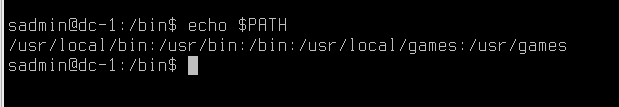 sadmin@dc-1:/bin$ echo $PATH
/usr/local/bin:/usr/bin:/bin:/usr/local/games:/usr/games
sadmin@dc-1:/bin$